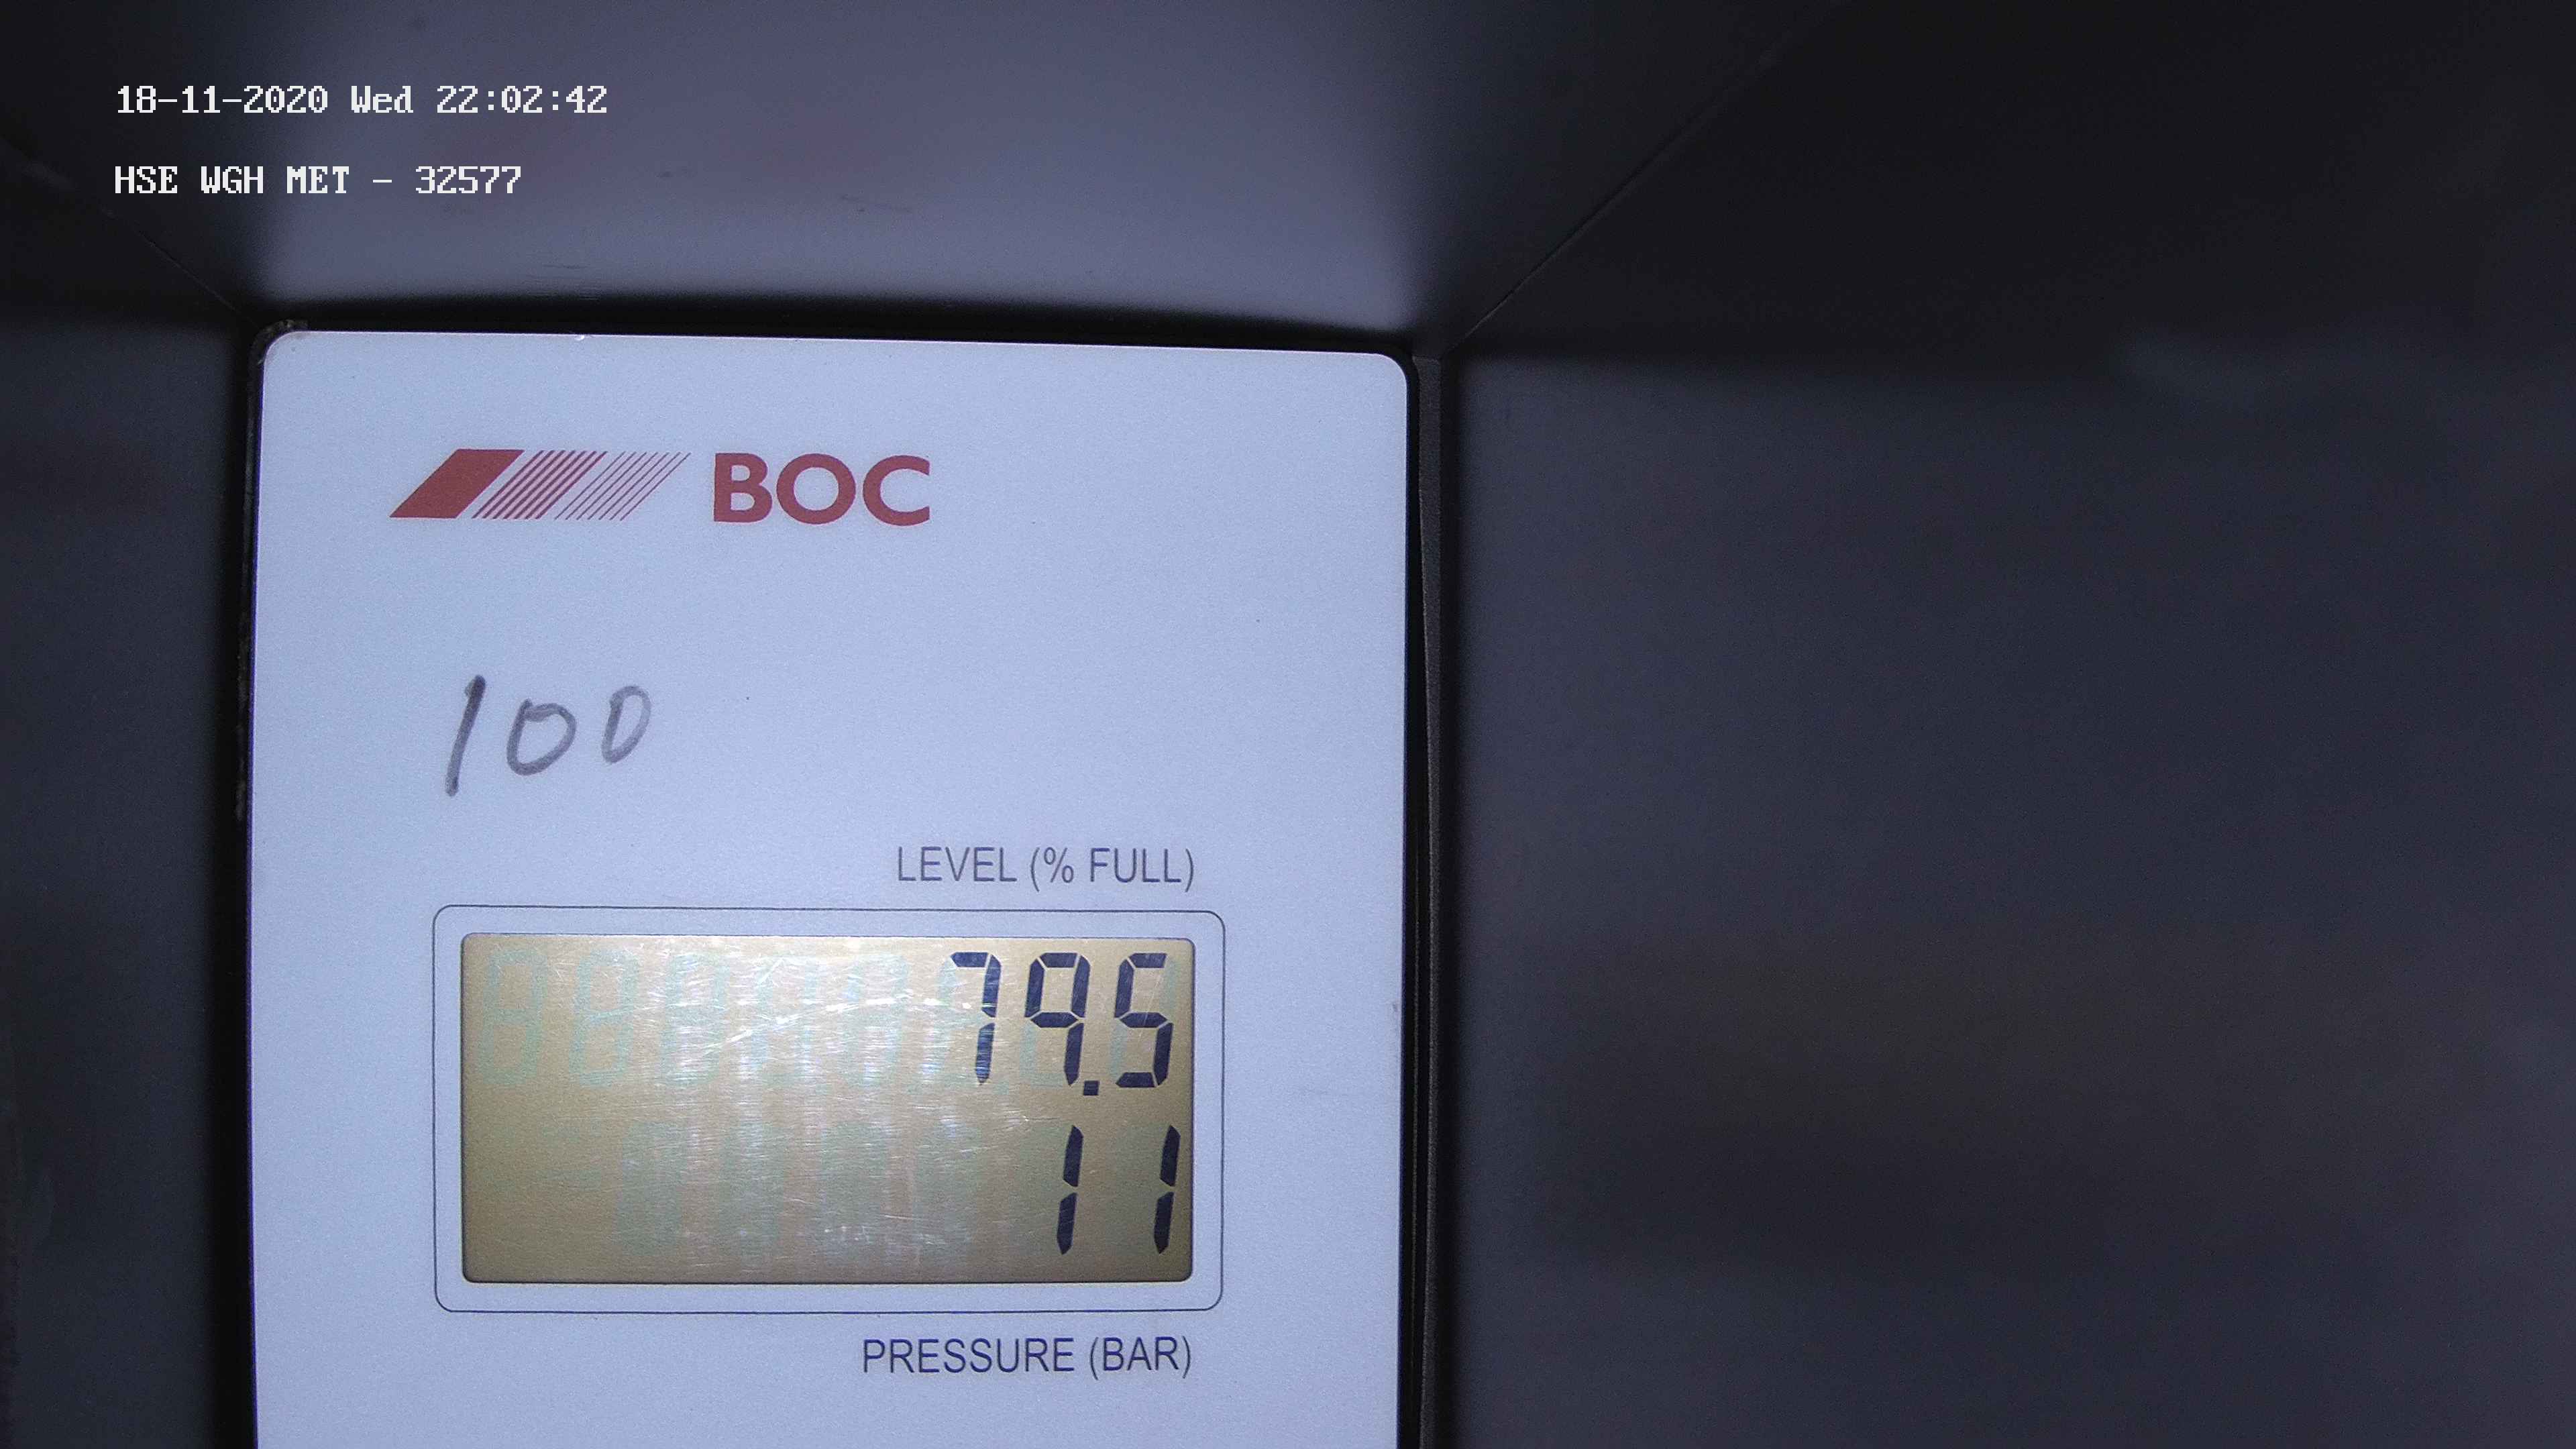 18-11-2020 Wed 22:02:42
HSE WGH MET - 32577
BOC
100
LEVEL (% FULL)
79.5
11
PRESSURE (BAR)